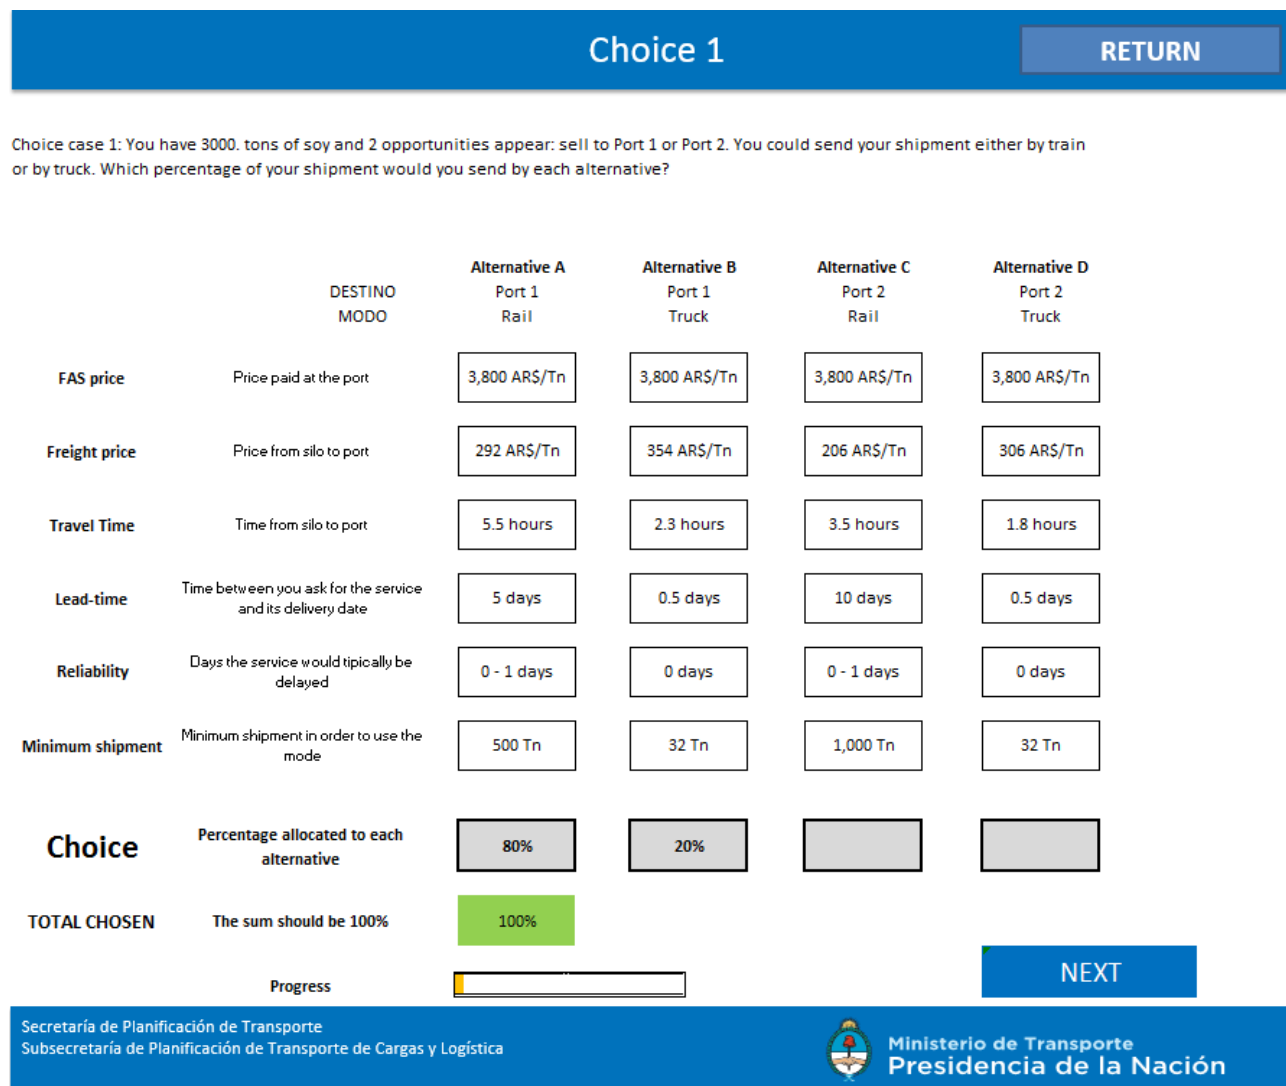 Choice 1
RETURN
Choice case 1: You have 3000. tons of soy and 2 opportunities appear: sell to Port 1 or Port 2. You could send your shipment either by train
or by truck. Which percentage of your shipment would you send by each alternative?
Alternative A Alternative B Alternative C Alternative D
DESTINO Port 1 Port 1 Port 2 Port 2
MODO Rail Truck Rail Truck
FAS price Price paid at the port 3,800 AR$/Tn 3,800 AR$/Tn 3,800 AR$/Tn 3,800 AR$/Tn
Freight price Price from silo to port 292 AR$/Tn 354 AR$/Tn 206 AR$/Tn 306 AR$/Tn
Travel Time Time from silo to port 5.5 hours 2.3 hours 3.5 hours 1.8 hours
Lead-time Time between you ask for the service
and its delivery date 5 days 0.5 days 10 days 0.5 days
Reliability Days the service would tipically be
delayed 0 - 1 days 0 days 0 - 1 days 0 days
Minimum shipment Minimum shipment in order to use the
mode 500 Tn 32 Tn 1,000 Tn 32 Tn
Choice Percentage allocated to each
alternative 80% 20%
TOTAL CHOSEN The sum should be 100% 100%
Progress
NEXT
Secretaría de Planificación de Transporte
Subsecretaría de Planificación de Transporte de Cargas y Logística
Ministerio de Transporte
Presidencia de la Nación